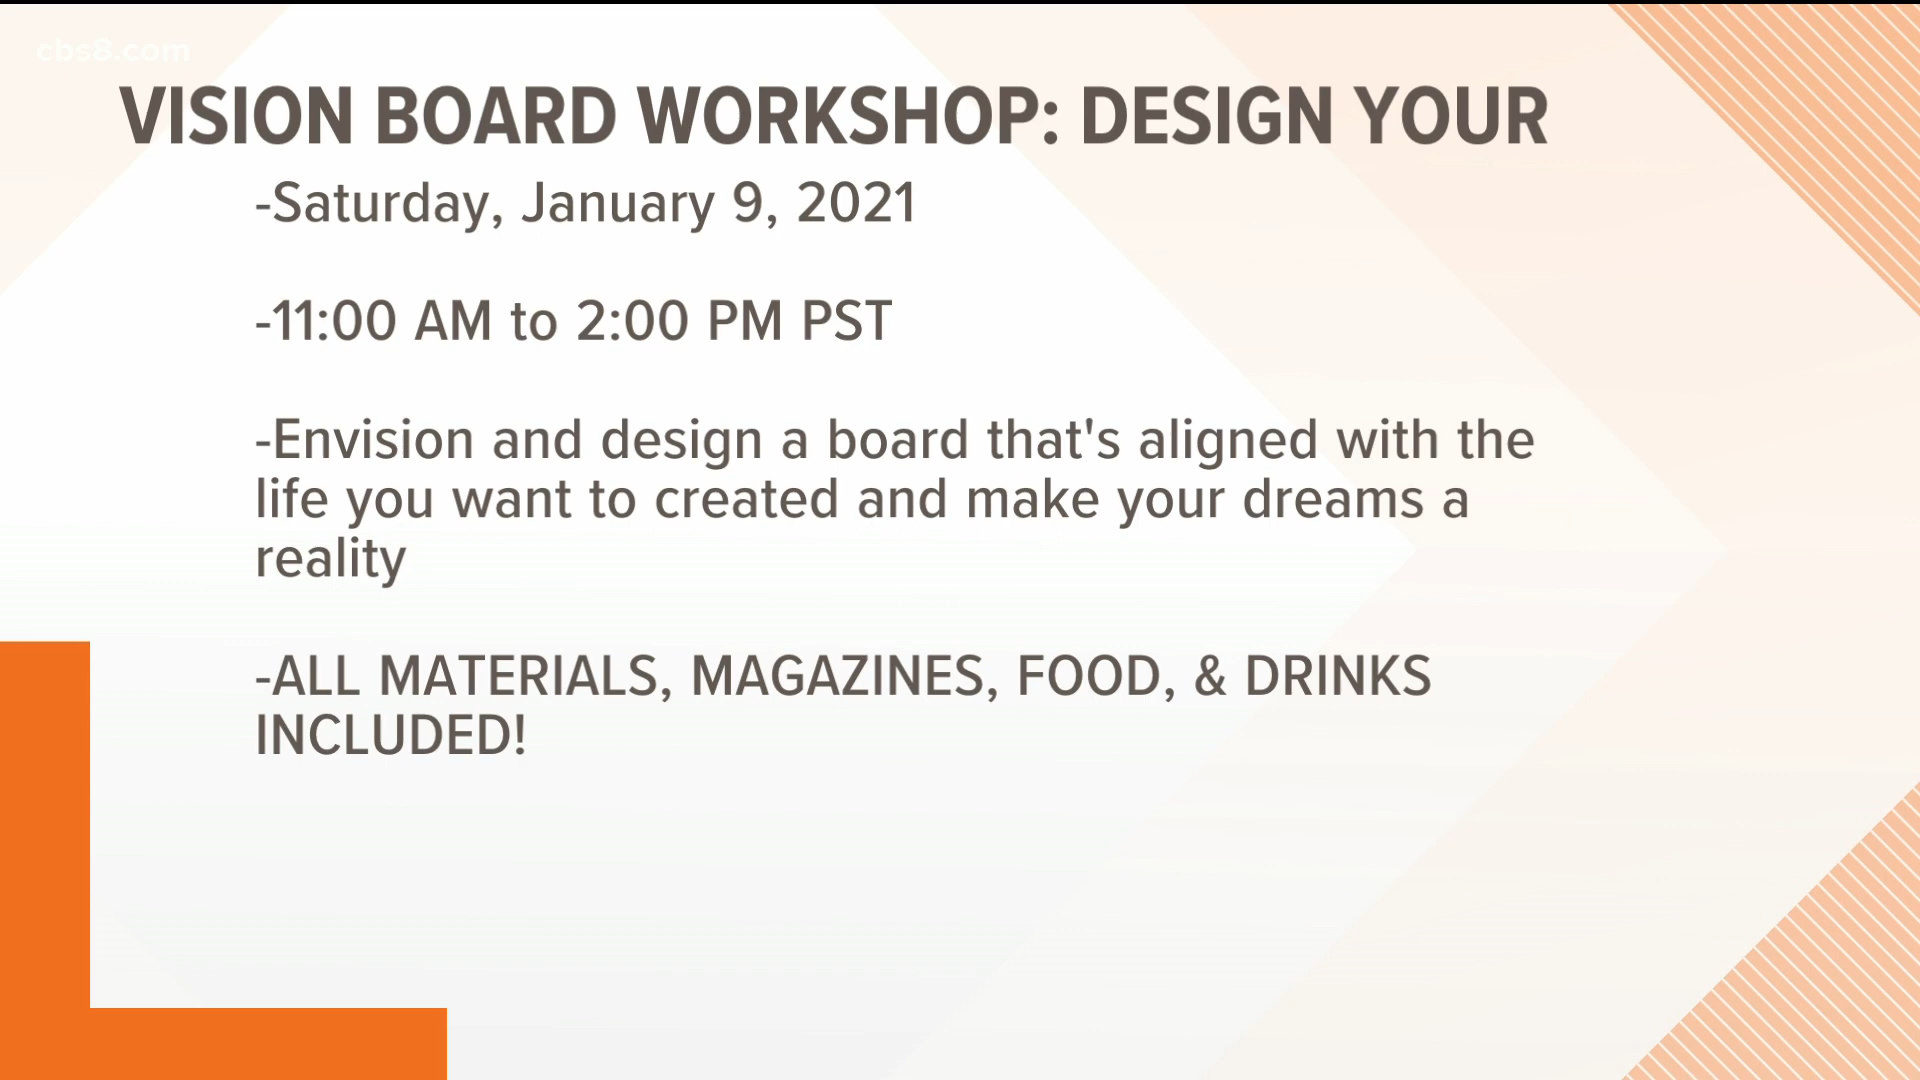 cbs8.com
VISION BOARD WORKSHOP: DESIGN YOUR
-Saturday, January 9, 2021
-11:00 AM to 2:00 PM PST
-Envision and design a board that's aligned with the
life you want to created and make your dreams a
reality
-ALL MATERIALS, MAGAZINES, FOOD, & DRINKS
INCLUDED!